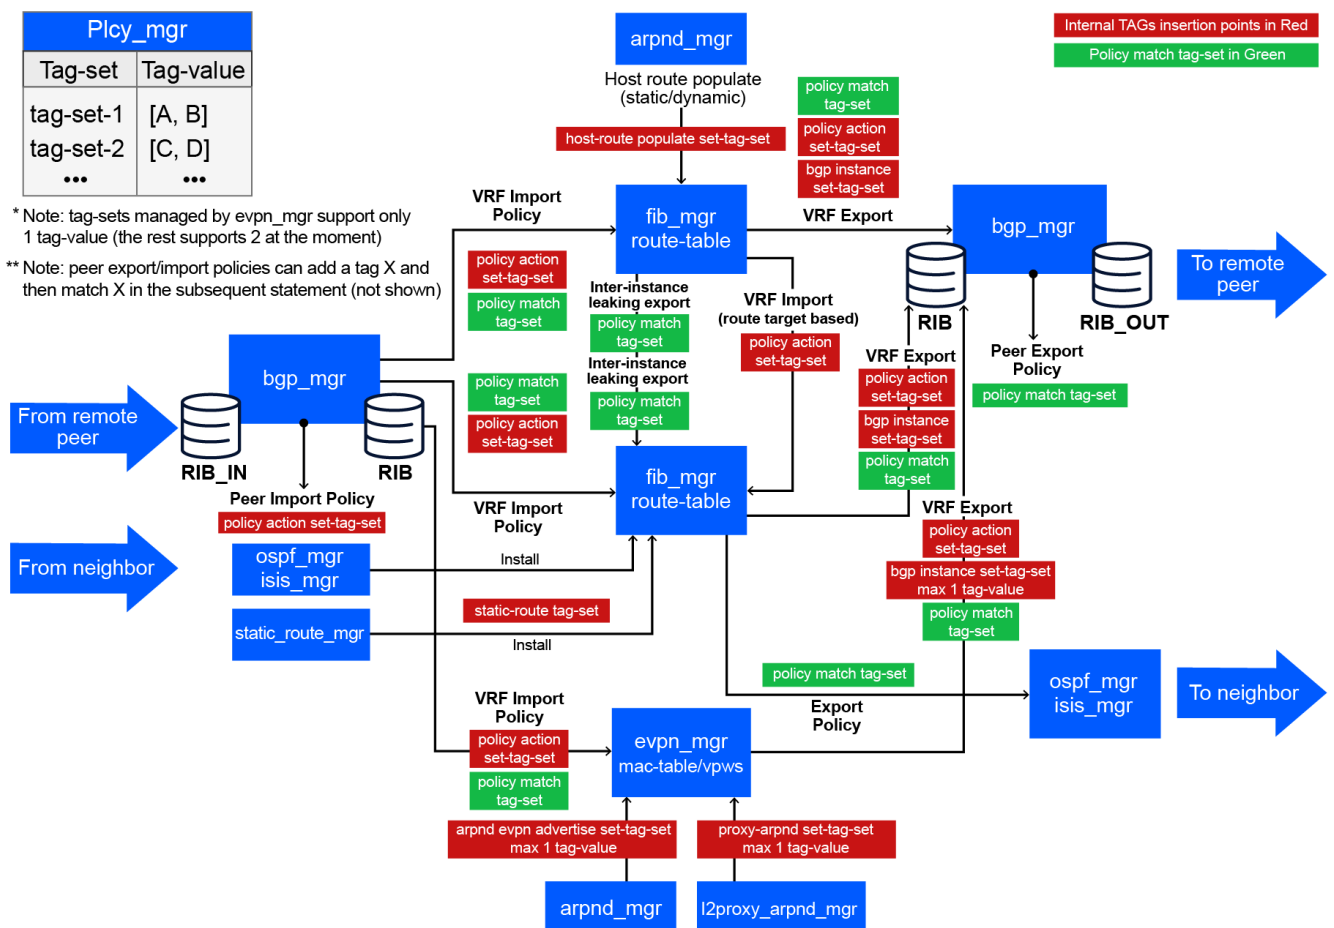 Plcy_mgr
Tag-set Tag-value
tag-set-1 [A, B]
tag-set-2 [C, D]
••• •••
* Note: tag-sets managed by evpn_mgr support only
1 tag-value (the rest supports 2 at the moment)
** Note: peer export/import policies can add a tag X and
then match X in the subsequent statement (not shown)
arpnd_mgr
Host route populate
(static/dynamic)
host-route populate set-tag-set
Internal TAGs insertion points in Red
Policy match tag-set in Green
policy match
tag-set
policy action
set-tag-set
bgp instance
set-tag-set
VRF Import
Policy
fib_mgr
route-table
VRF Export
bgp_mgr
RIB
RIB_OUT
To remote
peer
policy action
set-tag-set
policy match
tag-set
Inter-instance
leaking export
policy match
tag-set
Inter-instance
leaking export
policy match
tag-set
VRF Import
(route target based)
policy action
set-tag-set
VRF Export
policy action
set-tag-set
bgp instance
set-tag-set
policy match
tag-set
Peer Export
Policy
policy match tag-set
bgp_mgr
From remote
peer
RIB_IN
RIB
Peer Import Policy
policy action set-tag-set
policy match
tag-set
policy action
set-tag-set
VRF Import
Policy
fib_mgr
route-table
From neighbor
ospf_mgr
isis_mgr
Install
static_route_mgr
static-route tag-set
Install
VRF Export
policy action
set-tag-set
bgp instance set-tag-set
max 1 tag-value
policy match
tag-set
policy match tag-set
Export
Policy
ospf_mgr
isis_mgr
To neighbor
VRF Import
Policy
policy action
set-tag-set
policy match
tag-set
evpn_mgr
mac-table/vpws
arpnd evpn advertise set-tag-set
max 1 tag-value
proxy-arpnd set-tag-set
max 1 tag-value
arpnd_mgr
l2proxy_arpnd_mgr